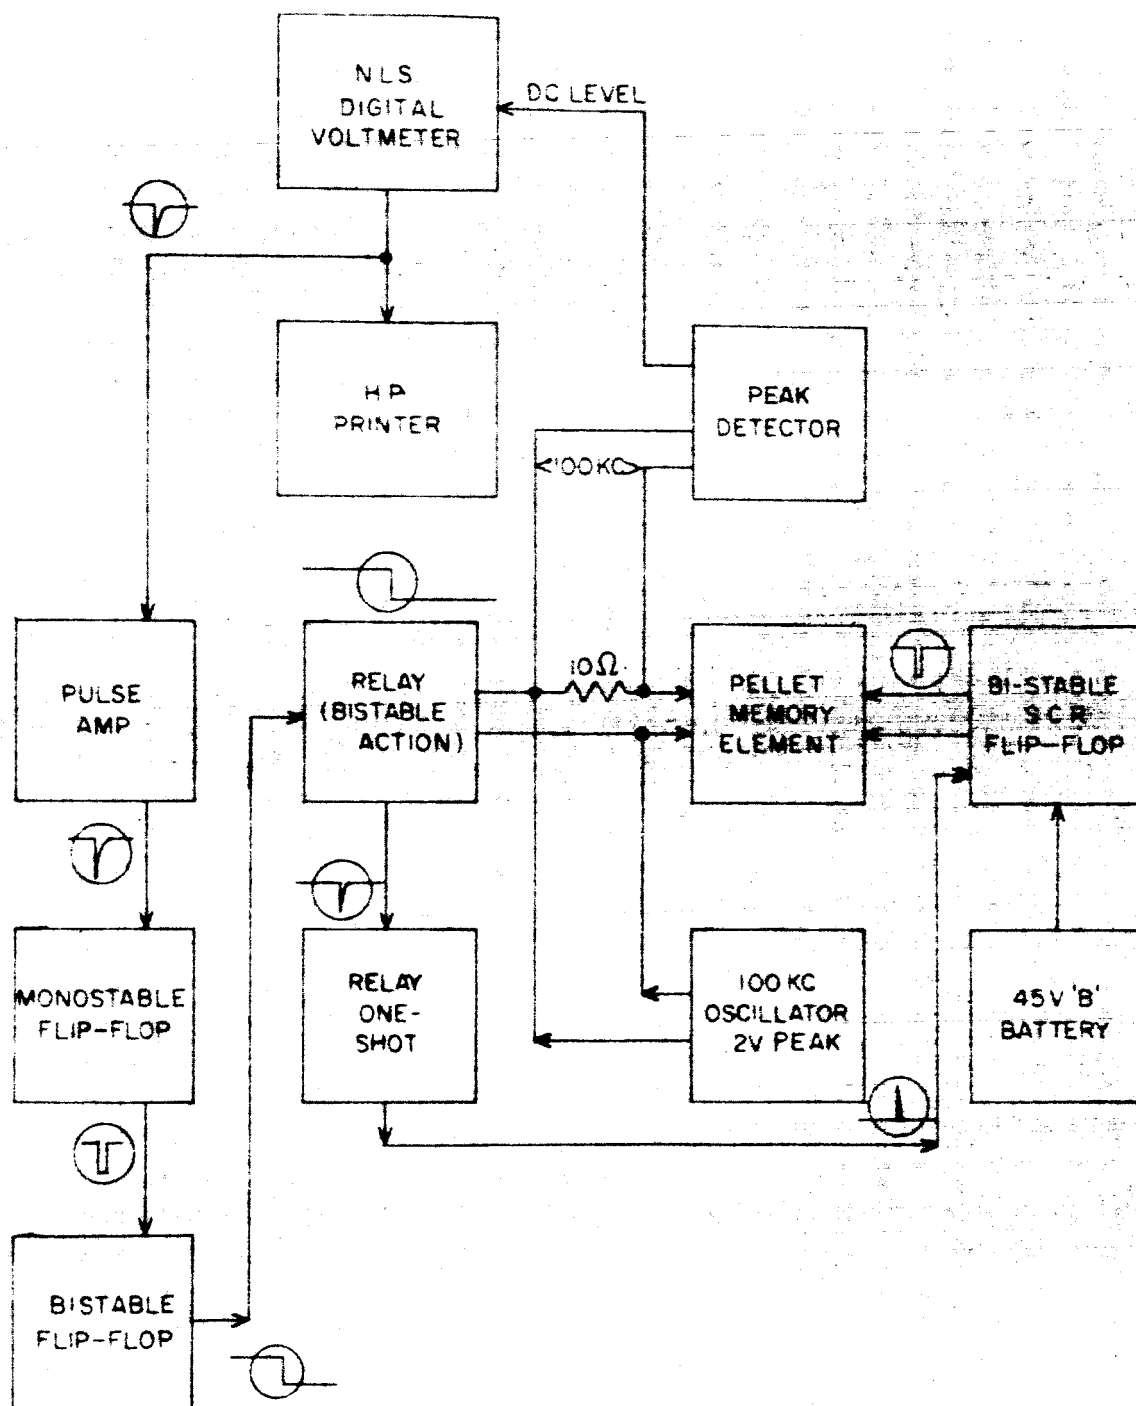 NLS
DIGITAL
VOLTMETER
DC LEVEL
H P
PRINTER
PEAK
DETECTOR
100 KC
PULSE
AMP
RELAY
(BISTABLE
ACTION)
10Ω
PELLET
MEMORY
ELEMENT
BI-STABLE
S C R
FLIP-FLOP
MONOSTABLE
FLIP-FLOP
RELAY
ONE-
SHOT
100 KC
OSCILLATOR
2V PEAK
45V 'B'
BATTERY
BISTABLE
FLIP-FLOP